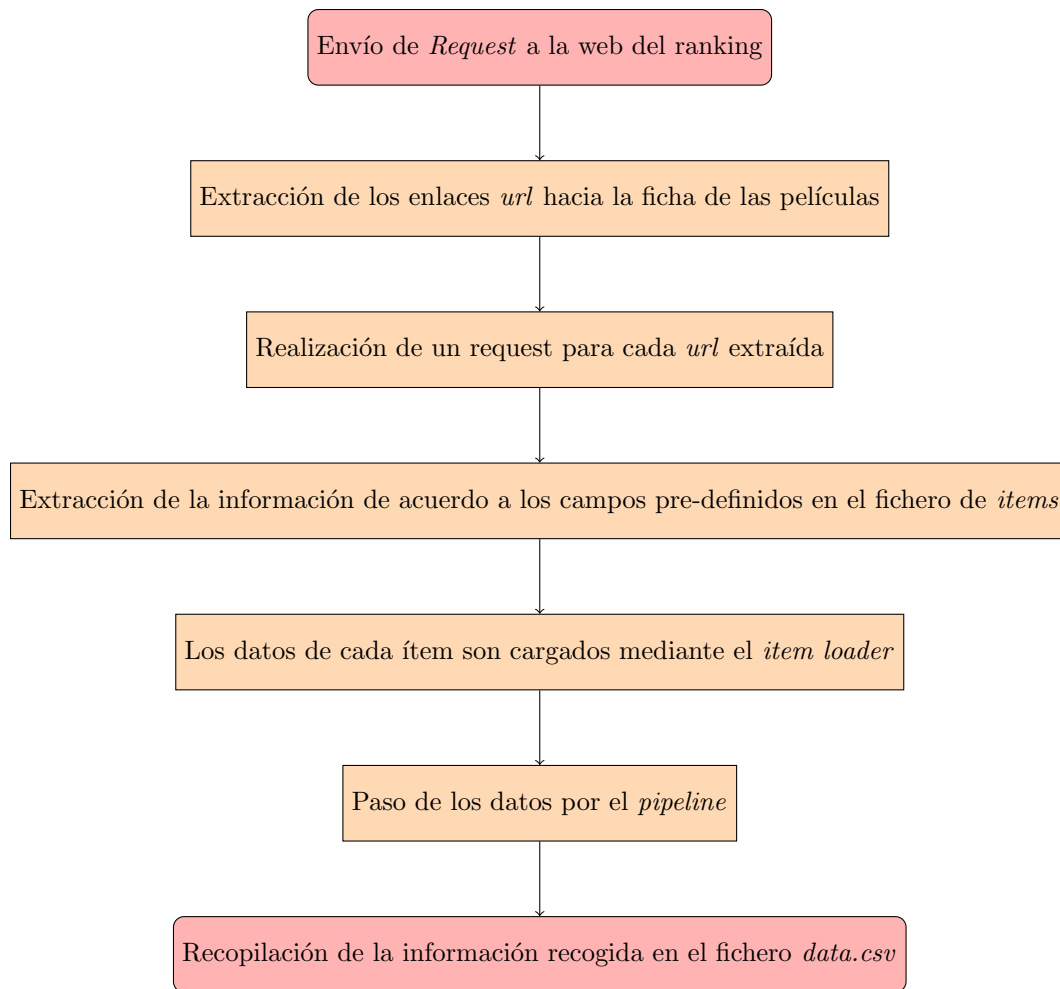 Envío de Request a la web del ranking
Extracción de los enlaces url hacia la ficha de las películas
Realización de un request para cada url extraída
Extracción de la información de acuerdo a los campos pre-definidos en el fichero de items
Los datos de cada ítem son cargados mediante el item loader
Paso de los datos por el pipeline
Recopilación de la información recogida en el fichero data.csv